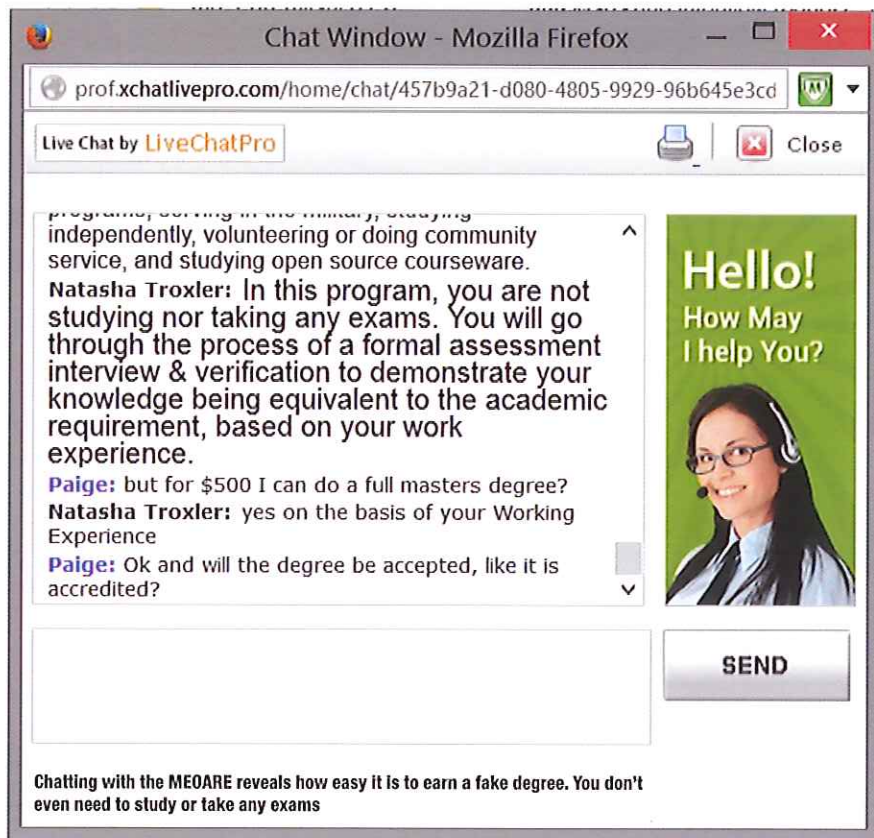 Chat Window - Mozilla Firefox
prof.xchatlivepro.com/home/chat/457b9a21-d080-4805-9929-96b645e3cd
Live Chat by LiveChatPro
Close
programs, serving in the military, studying
independently, volunteering or doing community
service, and studying open source courseware.
Natasha Troxler: In this program, you are not
studying nor taking any exams. You will go
through the process of a formal assessment
interview & verification to demonstrate your
knowledge being equivalent to the academic
requirement, based on your work
experience.
Paige: but for $500 I can do a full masters degree?
Natasha Troxler: yes on the basis of your Working
Experience
Paige: Ok and will the degree be accepted, like it is
accredited?
Hello!
How May
I help You?
SEND
Chatting with the MEOARE reveals how easy it is to earn a fake degree. You don't
even need to study or take any exams